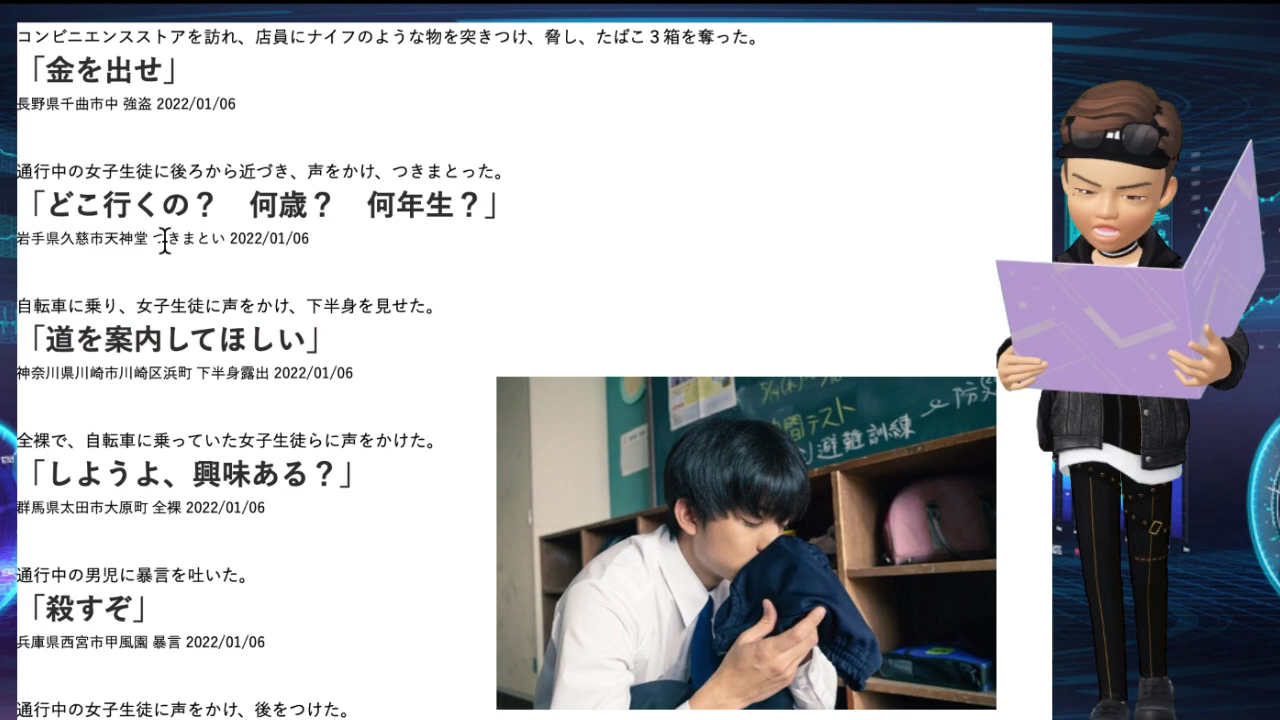 コンビニエンスストアを訪れ、店員にナイフのような物を突きつけ、脅し、たばこ３箱を奪った。
「金を出せ」
長野県千曲市中 強盗 2022/01/06
通行中の女子生徒に後ろから近づき、声をかけ、つきまとった。
「どこ行くの？　何歳？　何年生？」
岩手県久慈市天神堂 つきまとい 2022/01/06
自転車に乗り、女子生徒に声をかけ、下半身を見せた。
「道を案内してほしい」
神奈川県川崎市川崎区浜町 下半身露出 2022/01/06
全裸で、自転車に乗っていた女子生徒らに声をかけた。
「しようよ、興味ある？」
群馬県太田市大原町 全裸 2022/01/06
通行中の男児に暴言を吐いた。
「殺すぞ」
兵庫県西宮市甲風園 暴言 2022/01/06
通行中の女子生徒に声をかけ、後をつけた。
間テスト
避難訓練
防災